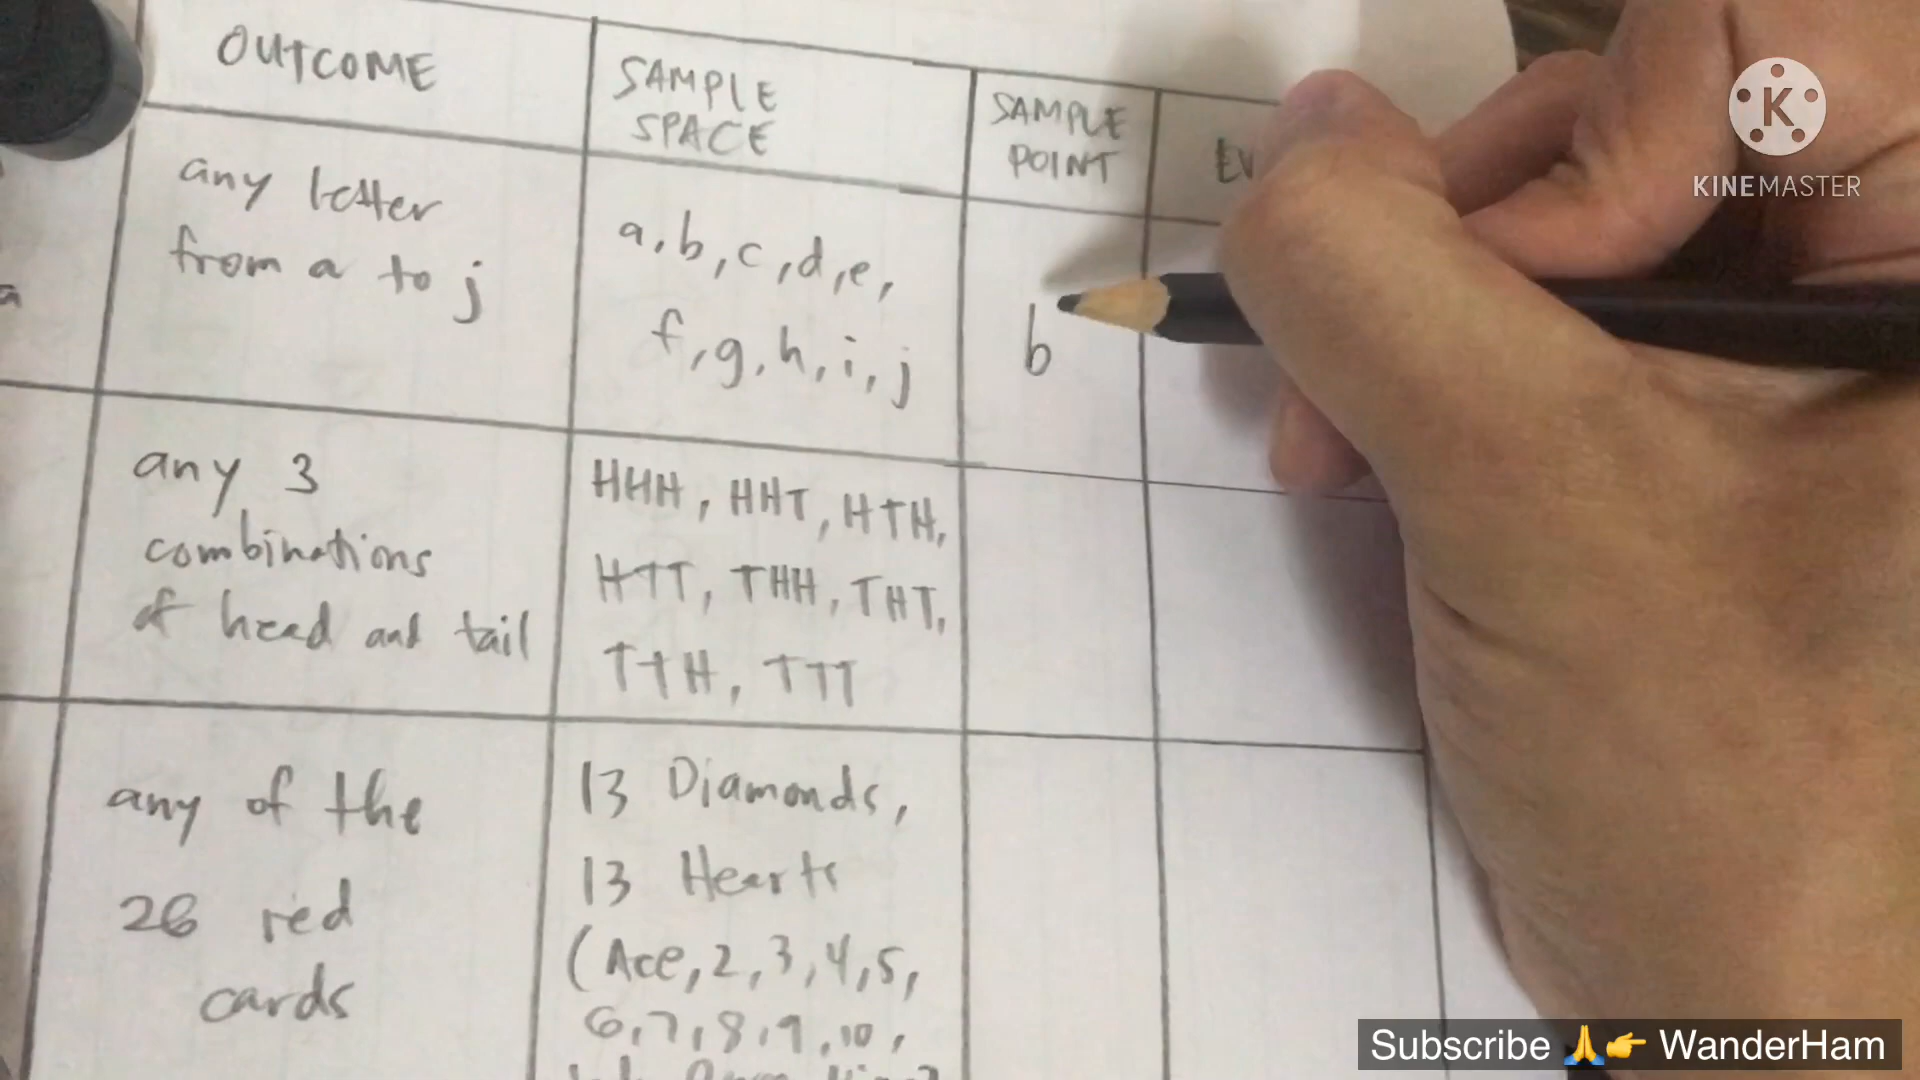 OUTCOME
SAMPLE
SPACE
SAMPLE
POINT
EV
any letter
from a to j
a, b, c, d, e,
f, g, h, i, j
b
any 3
combinations
of head and tail
HHH, HHT, HTH,
HTT, THH, THT,
TTH, TTT
any of the
26 red
cards
13 Diamonds,
13 Hearts
(Ace, 2, 3, 4, 5,
6, 7, 8, 9, 10,
K
KINEMASTER
Subscribe 🙏👉 WanderHam